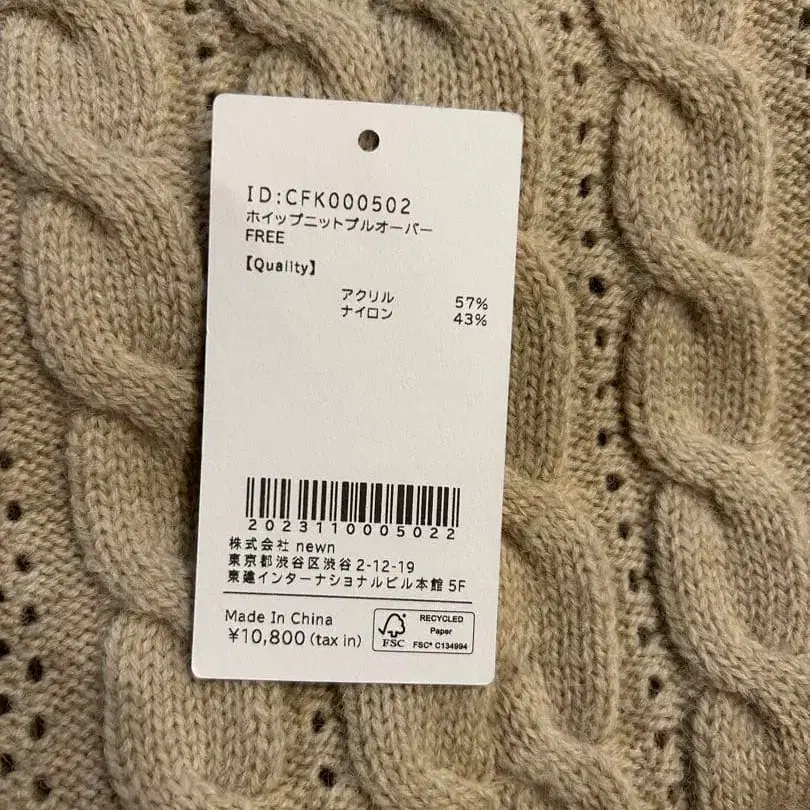 ID:CFK000502
ホイップニットプルオーバー
FREE
【Quality】
アクリル 57%
ナイロン 43%
2023110005022
株式会社 newn
東京都渋谷区渋谷 2-12-19
東建インターナショナルビル本館 5F
Made In China
¥10,800 (tax in)
FSC
RECYCLED
Paper
FSC® C134994